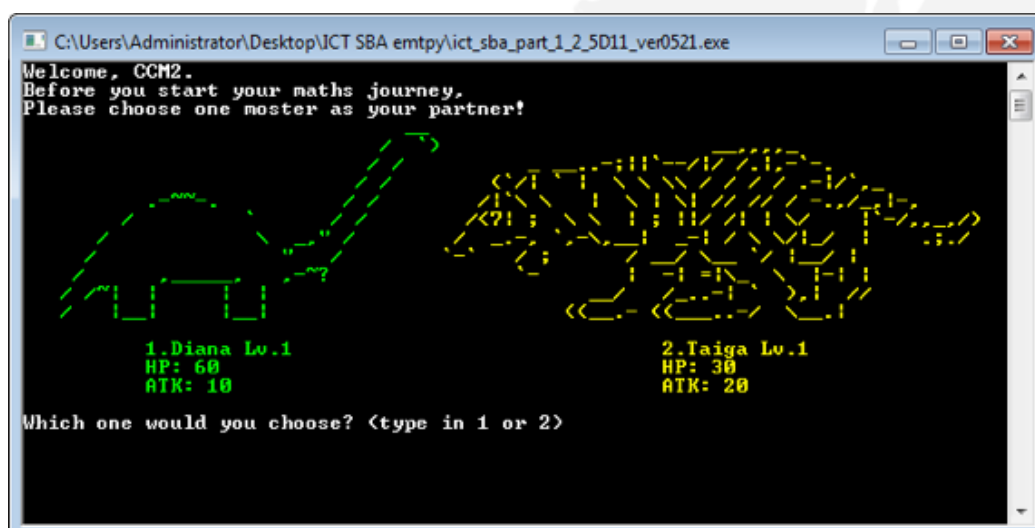 C:\Users\Administrator\Desktop\ICT SBA emtpy\ict_sba_part_1_2_5D11_ver0521.exe
Welcome, CCM2.
Before you start your maths journey,
Please choose one moster as your partner!
1.Diana Lv.1
HP: 60
ATK: 10
2.Taiga Lv.1
HP: 30
ATK: 20
Which one would you choose? (type in 1 or 2)